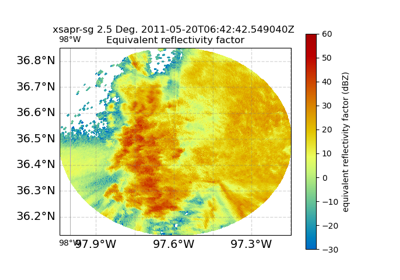 xsapr-sg 2.5 Deg. 2011-05-20T06:42:42.549040Z
Equivalent reflectivity factor
98°W
36.8°N
36.7°N
36.6°N
36.5°N
36.4°N
36.3°N
36.2°N
98°W
97.9°W 97.6°W 97.3°W
60
50
40
30
20
10
0
−10
−20
−30
equivalent reflectivity factor (dBZ)